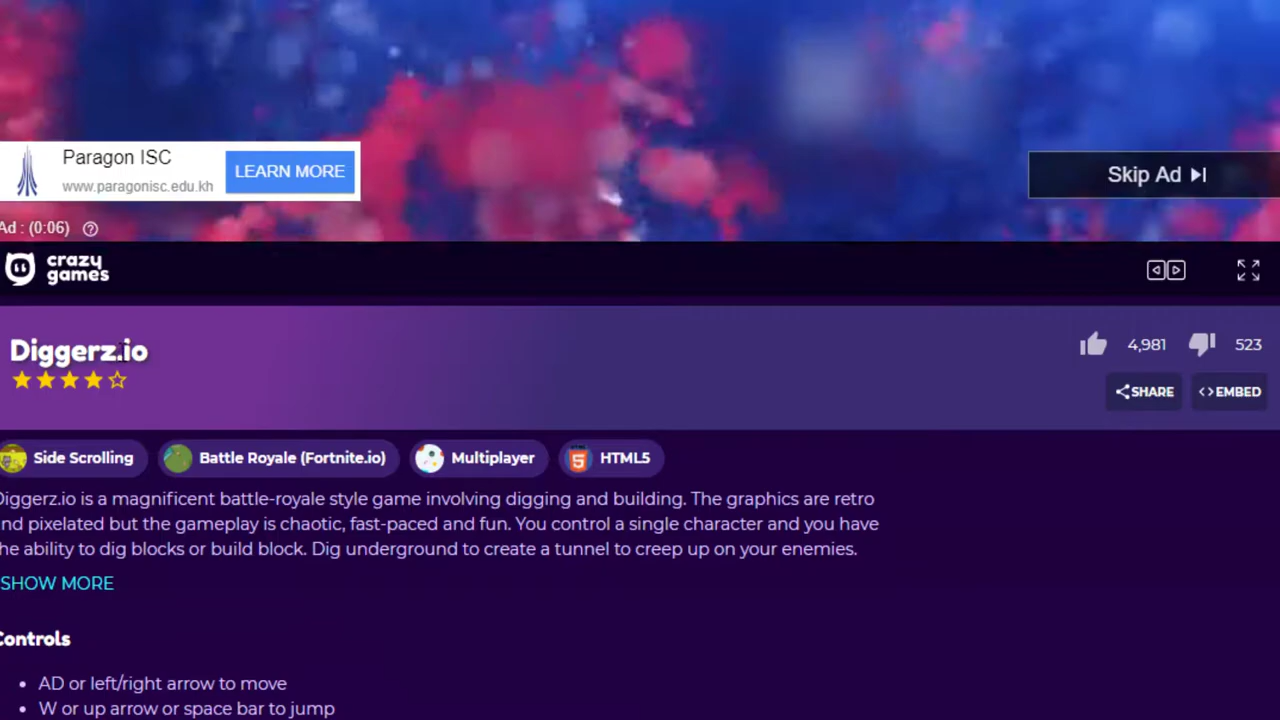 Paragon ISC
www.paragonisc.edu.kh
LEARN MORE
Skip Ad
Ad : (0:06)
crazy
games
Diggerz.io
4,981
523
SHARE
<>EMBED
Side Scrolling
Battle Royale (Fortnite.io)
Multiplayer
HTML5
iggerz.io is a magnificent battle-royale style game involving digging and building. The graphics are retro
nd pixelated but the gameplay is chaotic, fast-paced and fun. You control a single character and you have
he ability to dig blocks or build block. Dig underground to create a tunnel to creep up on your enemies.
SHOW MORE
Controls
• AD or left/right arrow to move
• W or up arrow or space bar to jump